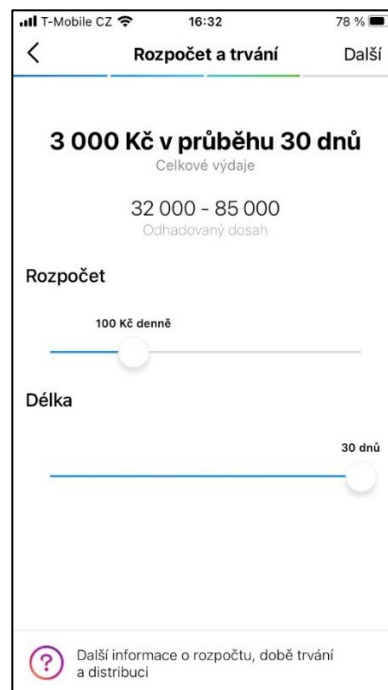 T-Mobile CZ 16:32 78 %
Rozpočet a trvání Další
3 000 Kč v průběhu 30 dnů
Celkové výdaje
32 000 - 85 000
Odhadovaný dosah
Rozpočet
100 Kč denně
Délka
30 dnů
?
Další informace o rozpočtu, době trvání
a distribuci